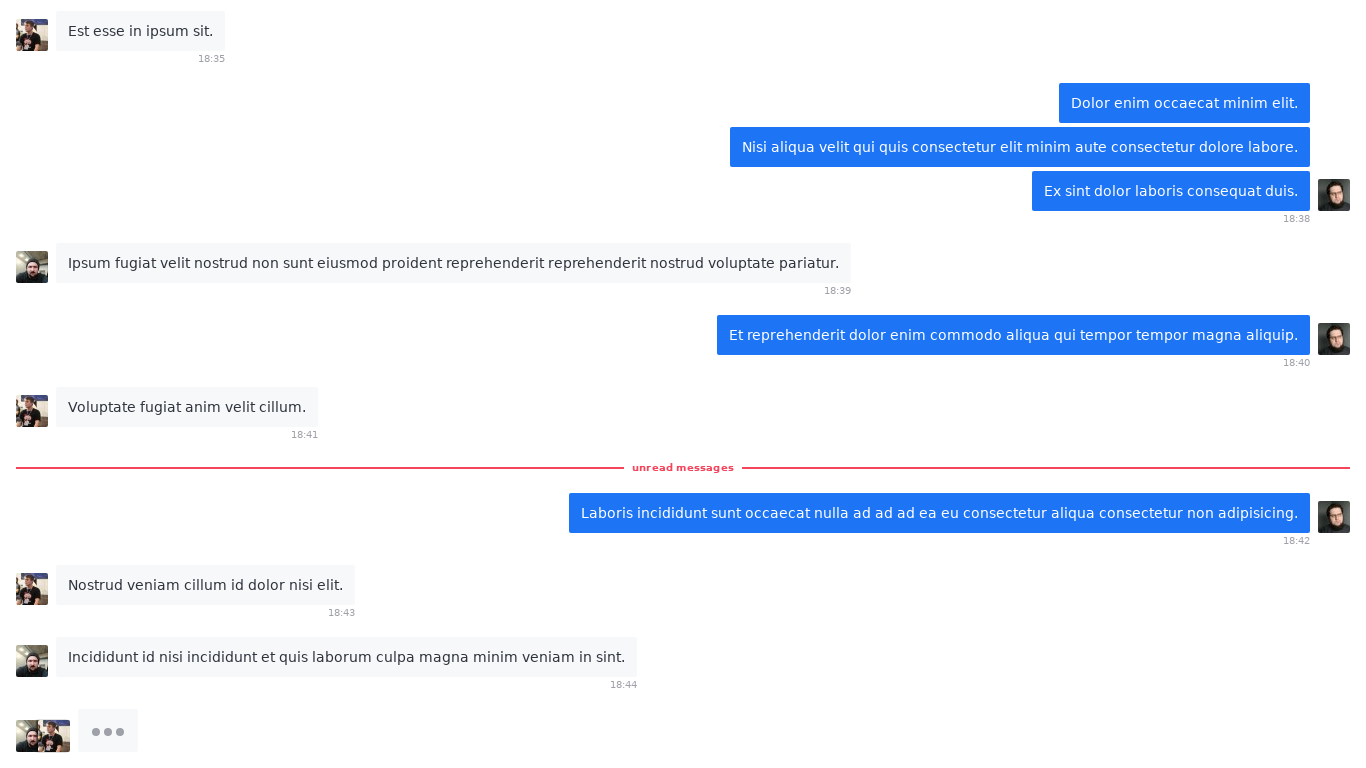 Est esse in ipsum sit.
18:35
Dolor enim occaecat minim elit.
Nisi aliqua velit qui quis consectetur elit minim aute consectetur dolore labore.
Ex sint dolor laboris consequat duis.
18:38
Ipsum fugiat velit nostrud non sunt eiusmod proident reprehenderit reprehenderit nostrud voluptate pariatur.
18:39
Et reprehenderit dolor enim commodo aliqua qui tempor tempor magna aliquip.
18:40
Voluptate fugiat anim velit cillum.
18:41
unread messages
Laboris incididunt sunt occaecat nulla ad ad ad ea eu consectetur aliqua consectetur non adipisicing.
18:42
Nostrud veniam cillum id dolor nisi elit.
18:43
Incididunt id nisi incididunt et quis laborum culpa magna minim veniam in sint.
18:44